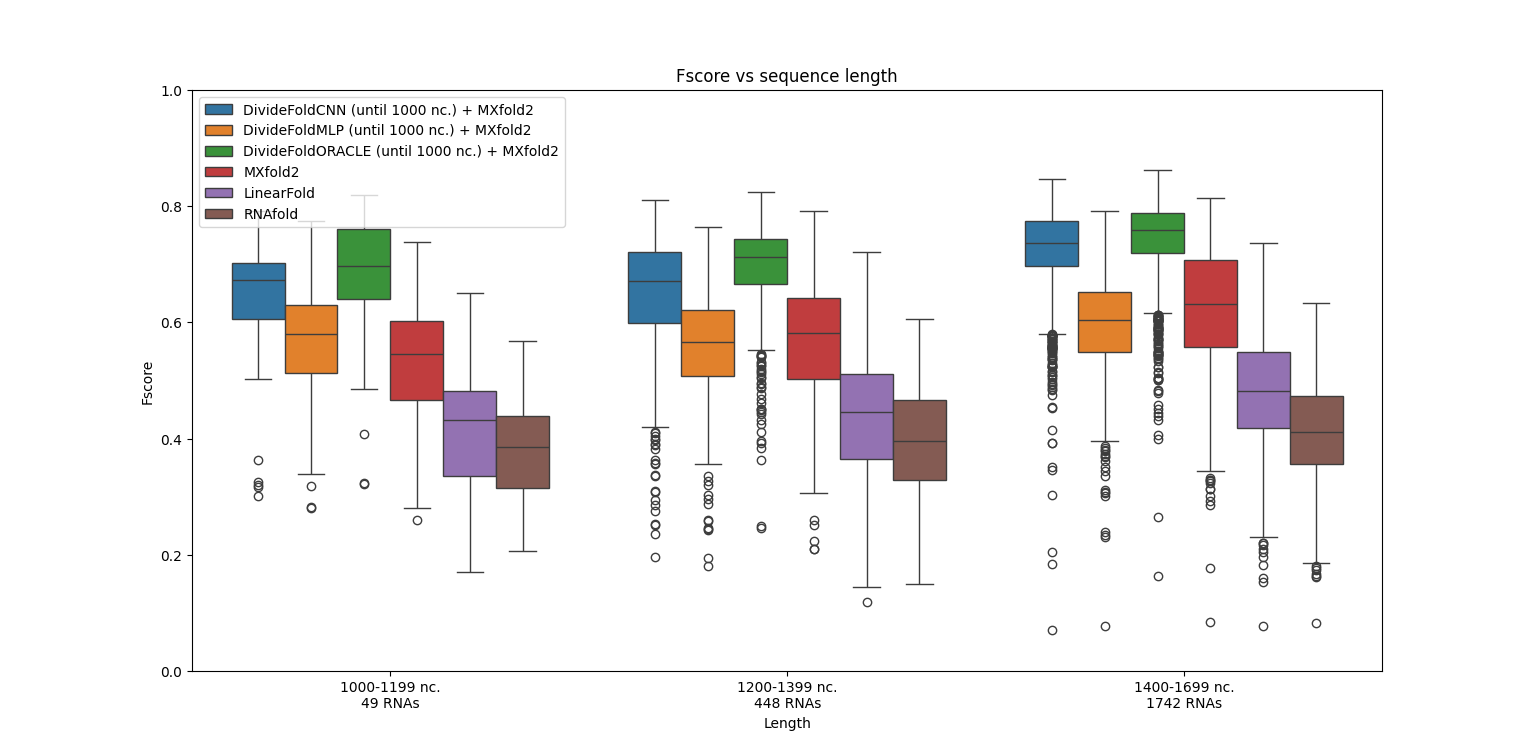 Fscore vs sequence length
1.0
0.8
0.6
0.4
0.2
0.0
Fscore
DivideFoldCNN (until 1000 nc.) + MXfold2
DivideFoldMLP (until 1000 nc.) + MXfold2
DivideFoldORACLE (until 1000 nc.) + MXfold2
MXfold2
LinearFold
RNAfold
1000-1199 nc.
49 RNAs
1200-1399 nc.
448 RNAs
1400-1699 nc.
1742 RNAs
Length